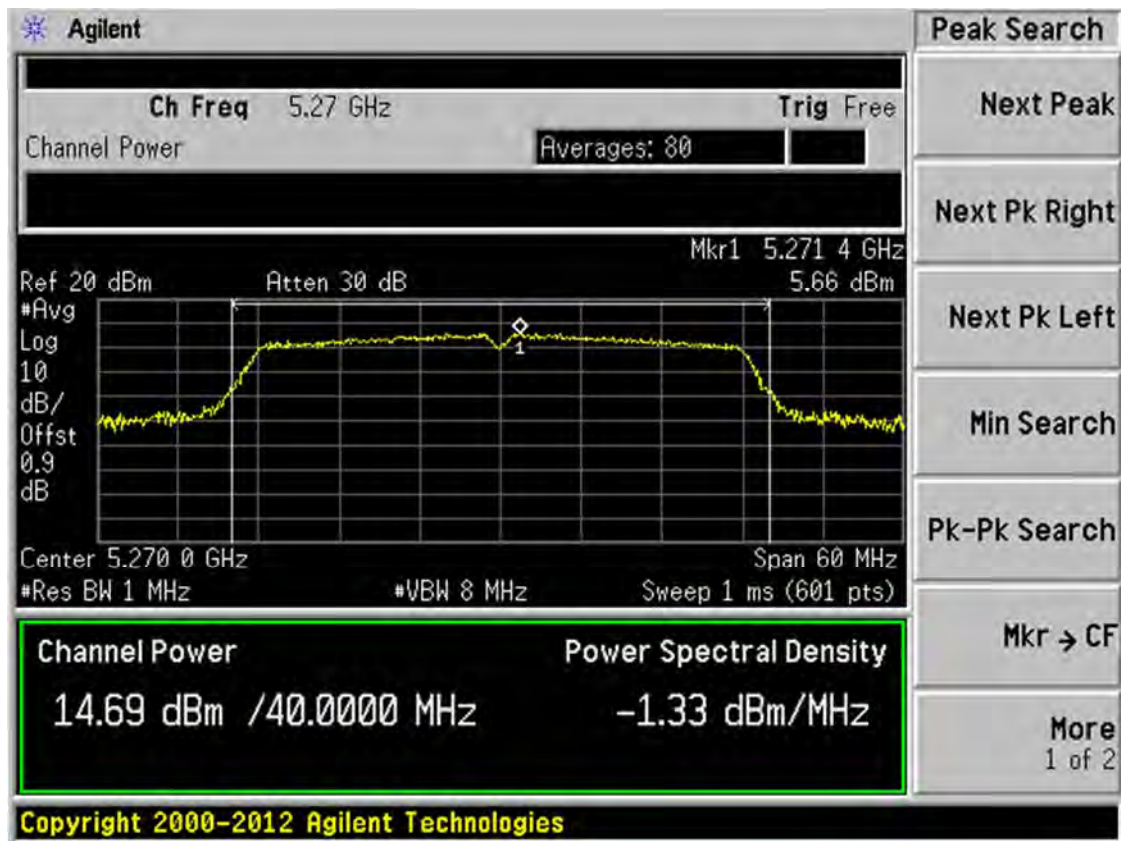 Agilent
Peak Search
Ch Freq 5.27 GHz Trig Free
Channel Power Averages: 80
Mkr1 5.271 4 GHz
Ref 20 dBm Atten 30 dB 5.66 dBm
#Avg
Log
10
dB/
Offst
0.9
dB
1
Center 5.270 0 GHz Span 60 MHz
#Res BW 1 MHz #VBW 8 MHz Sweep 1 ms (601 pts)
Channel Power Power Spectral Density
14.69 dBm /40.0000 MHz -1.33 dBm/MHz
Next Peak
Next Pk Right
Next Pk Left
Min Search
Pk-Pk Search
Mkr → CF
More
1 of 2
Copyright 2000-2012 Agilent Technologies